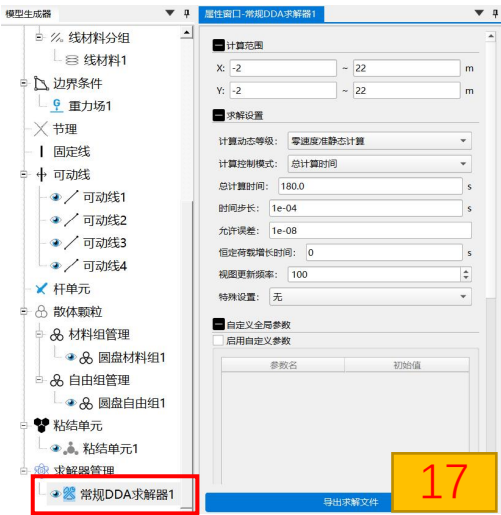 模型生成器
线材料分组
线材料1
边界条件
重力场1
节理
固定线
可动线
可动线1
可动线2
可动线3
可动线4
杆单元
散体颗粒
材料组管理
圆盘材料组1
自由组管理
圆盘自由组1
粘结单元
粘结单元1
求解器管理
常规DDA求解器1
属性窗口-常规DDA求解器1
计算范围
X: -2 ~ 22 m
Y: -2 ~ 22 m
求解设置
计算动态等级: 零速度准静态计算
计算控制模式: 总计算时间
总计算时间: 180.0 s
时间步长: 1e-04 s
允许误差: 1e-08
恒定荷载增长时间: 0 s
视图更新频率: 100
特殊设置: 无
自定义全局参数
启用自定义参数
参数名 初始值
导出求解文件
17